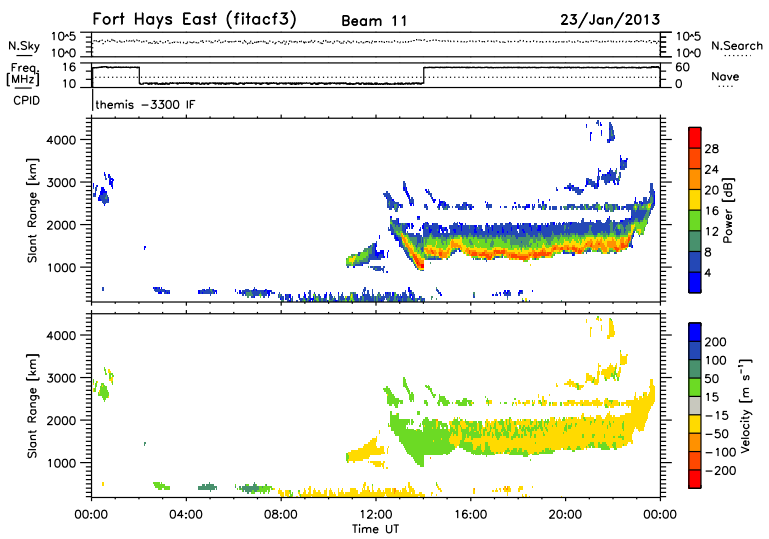 Fort Hays East (fitacf3) Beam 11 23/Jan/2013
N.Sky 10+5 10+0 10+5 10+0 N.Search
Freq. [MHz] 16 10 60 0 Nave
CPID themis -3300 IF
Slant Range [km] 4000 3000 2000 1000
28 24 20 16 12 8 4 Power [dB]
Slant Range [km] 4000 3000 2000 1000
200 100 50 15 -15 -50 -100 -200 Velocity [m s-1]
00:00 04:00 08:00 12:00 16:00 20:00 00:00
Time UT